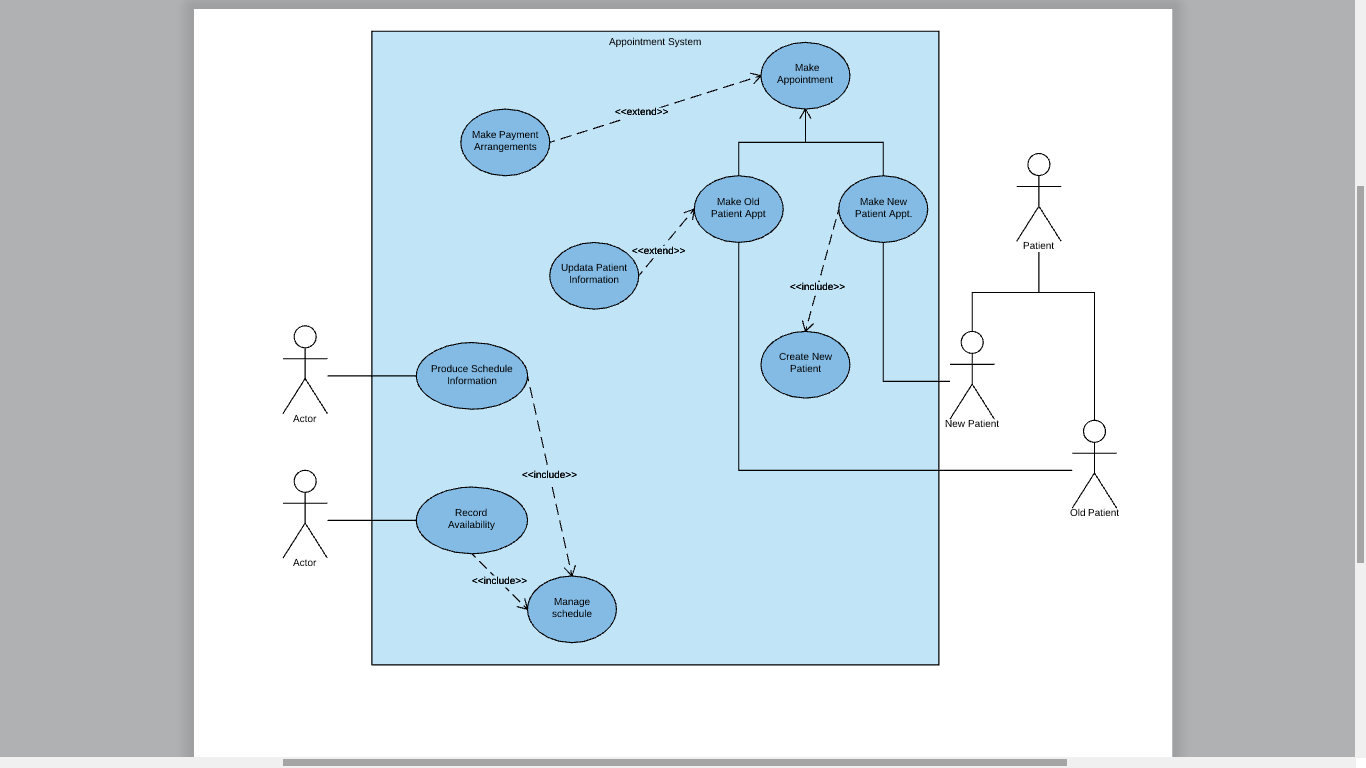 Appointment System
Make
Appointment
<<extend>>
Make Payment
Arrangements
Make Old
Patient Appt
Make New
Patient Appt.
Patient
<<extend>>
Updata Patient
Information
<<include>>
Create New
Patient
Produce Schedule
Information
Actor
New Patient
<<include>>
Record
Availability
Old Patient
Actor
<<include>>
Manage
schedule